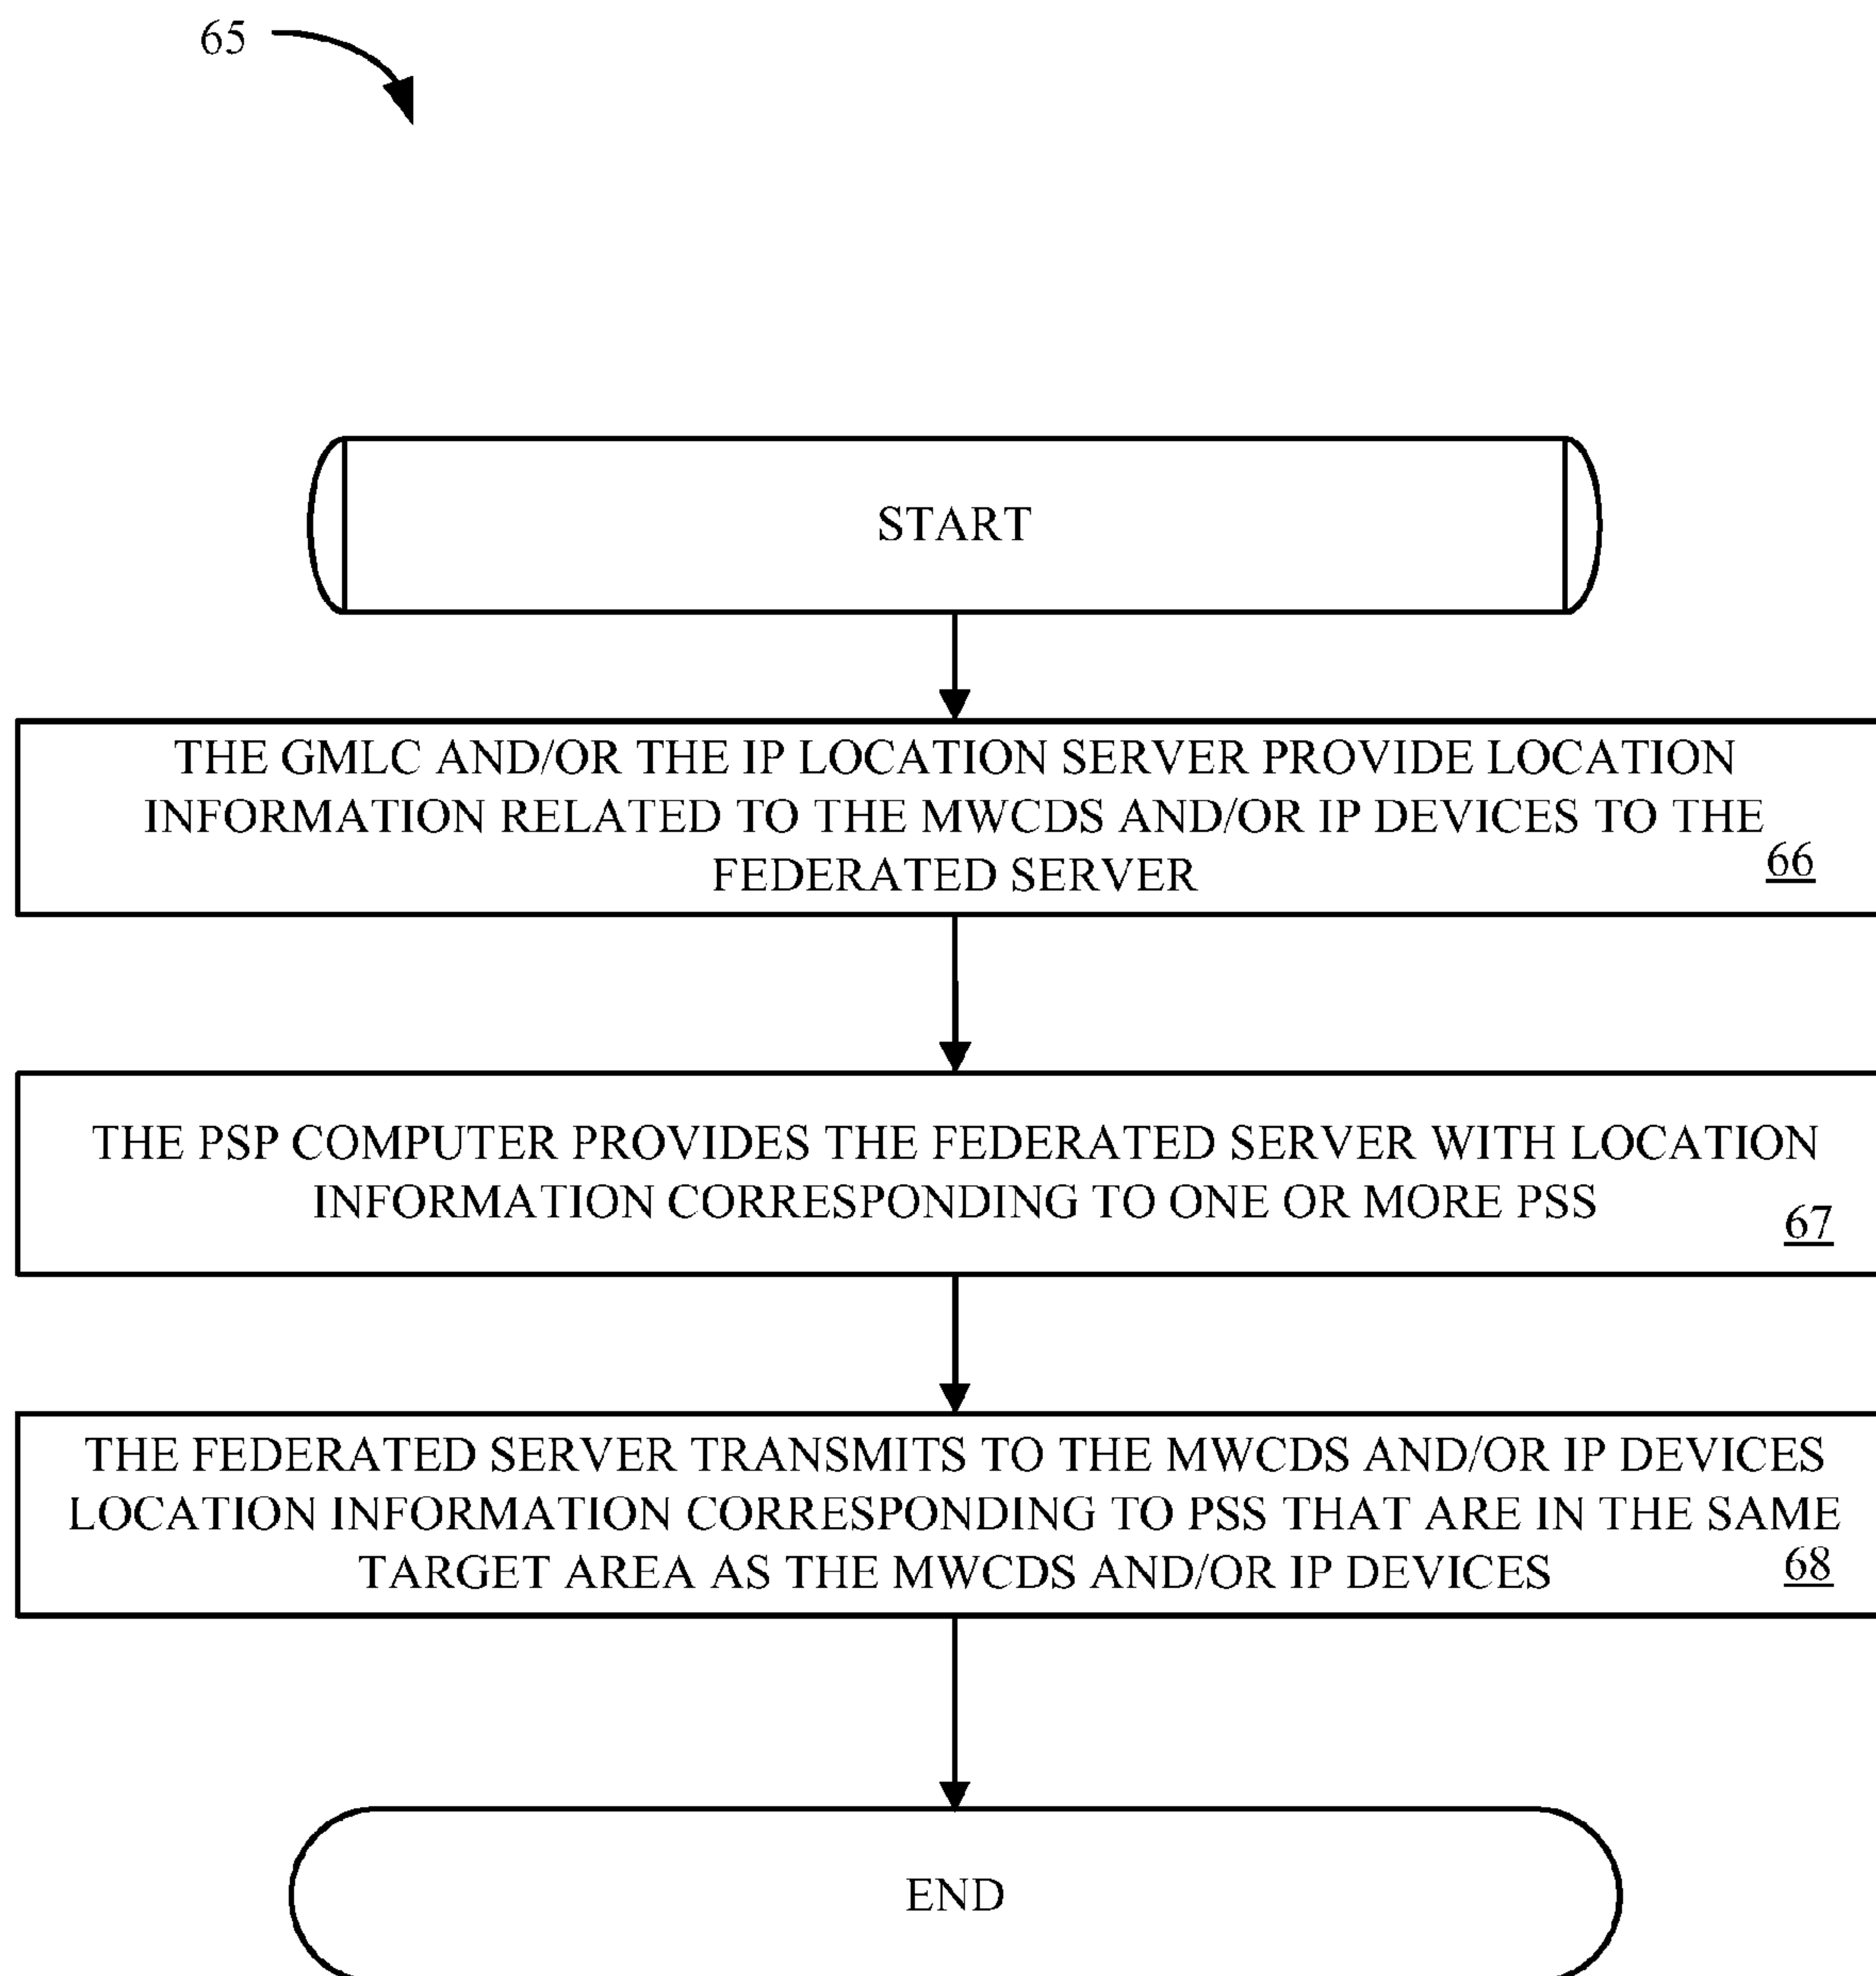 65
START
THE GMLC AND/OR THE IP LOCATION SERVER PROVIDE LOCATION
INFORMATION RELATED TO THE MWCDS AND/OR IP DEVICES TO THE
FEDERATED SERVER
66
THE PSP COMPUTER PROVIDES THE FEDERATED SERVER WITH LOCATION
INFORMATION CORRESPONDING TO ONE OR MORE PSS
67
THE FEDERATED SERVER TRANSMITS TO THE MWCDS AND/OR IP DEVICES
LOCATION INFORMATION CORRESPONDING TO PSS THAT ARE IN THE SAME
TARGET AREA AS THE MWCDS AND/OR IP DEVICES
68
END